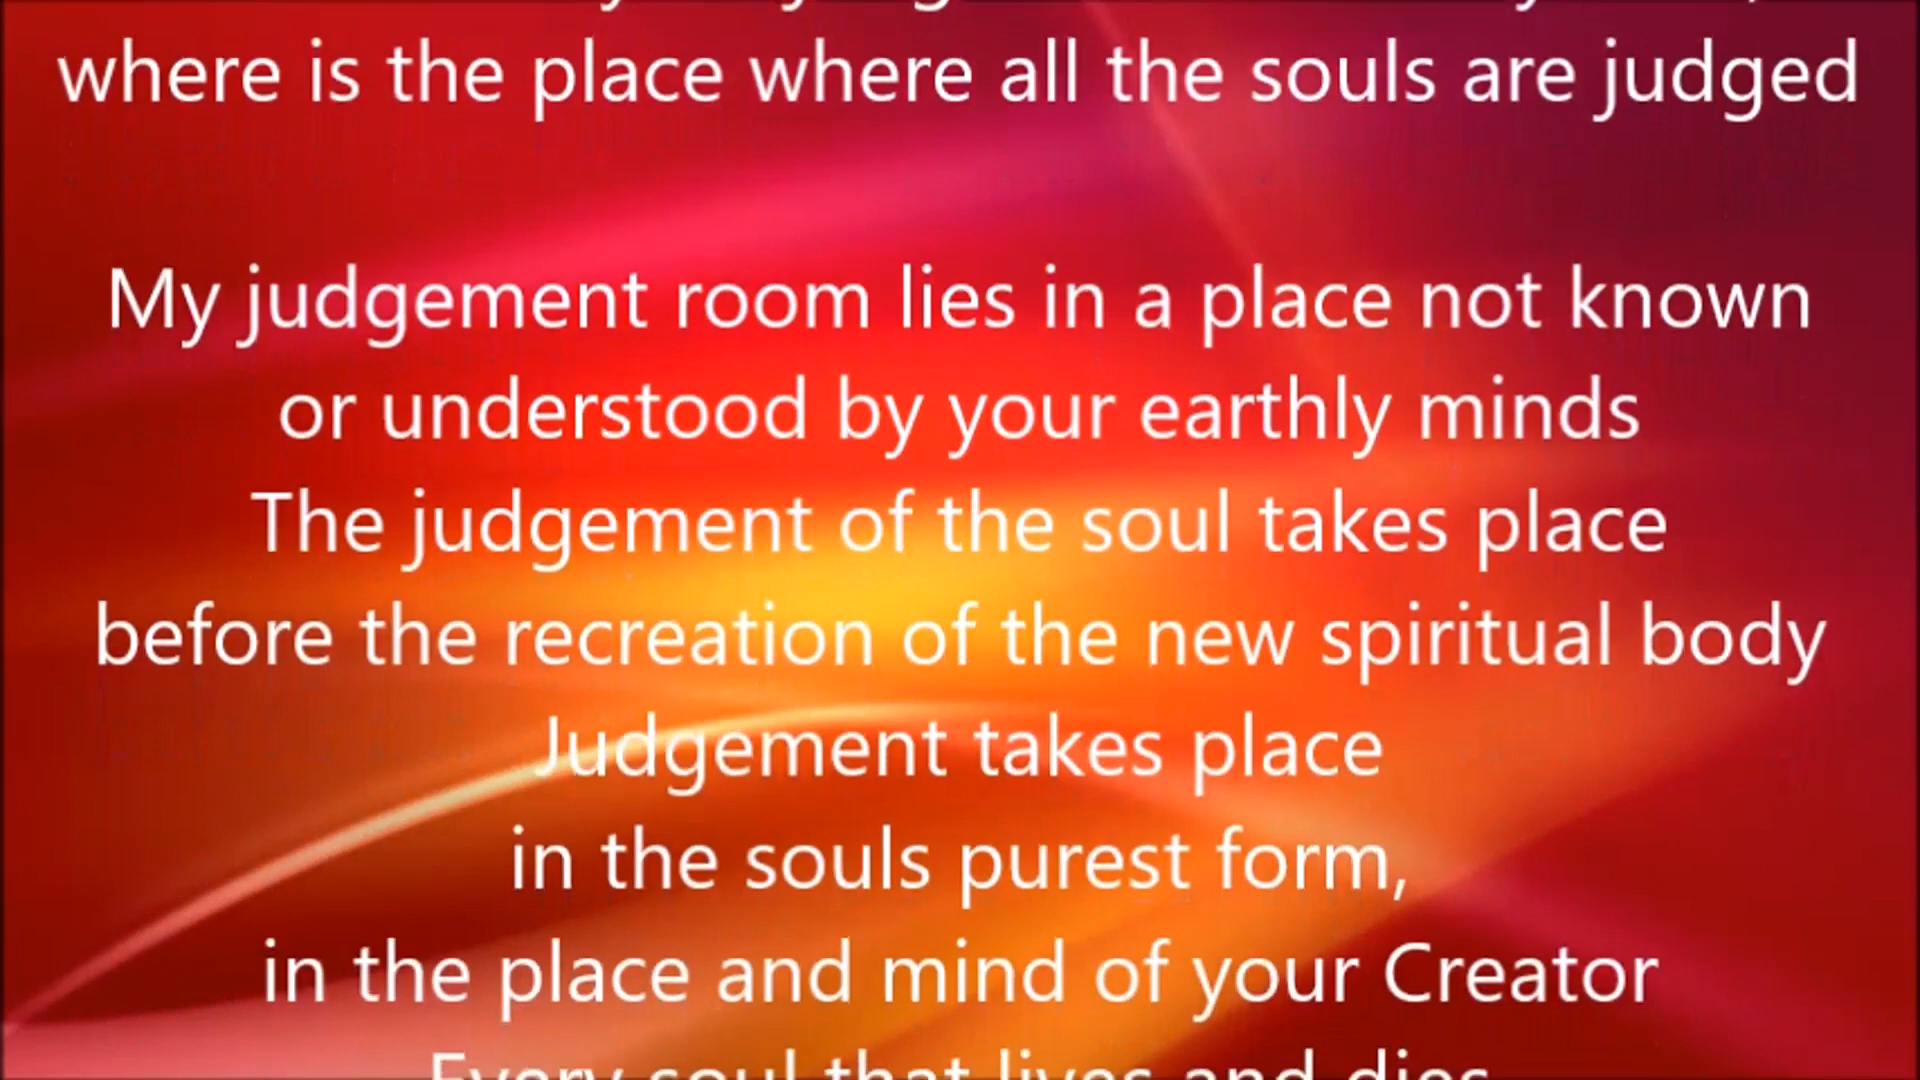 where is the place where all the souls are judged
My judgement room lies in a place not known
or understood by your earthly minds
The judgement of the soul takes place
before the recreation of the new spiritual body
Judgement takes place
in the souls purest form,
in the place and mind of your Creator
Every soul that lives and dies